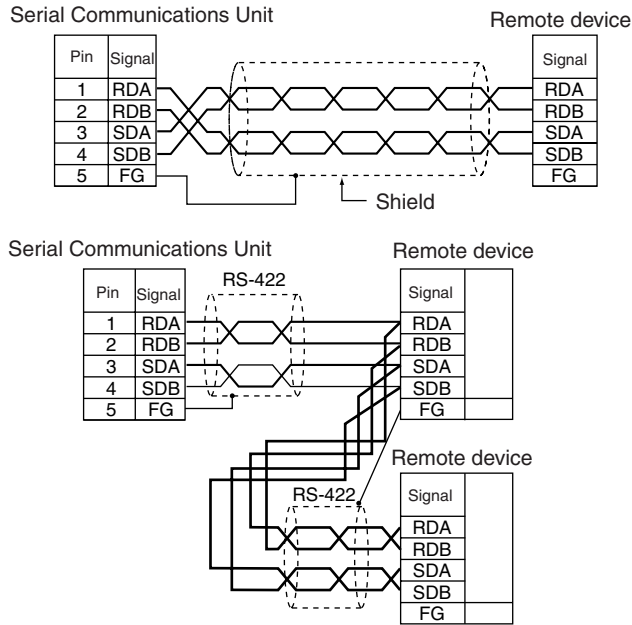 Serial Communications Unit
Remote device
Pin Signal
1 RDA
2 RDB
3 SDA
4 SDB
5 FG
Signal
RDA
RDB
SDA
SDB
FG
Shield
Serial Communications Unit
Remote device
RS-422
Pin Signal
1 RDA
2 RDB
3 SDA
4 SDB
5 FG
Signal
RDA
RDB
SDA
SDB
FG
Remote device
RS-422
Signal
RDA
RDB
SDA
SDB
FG